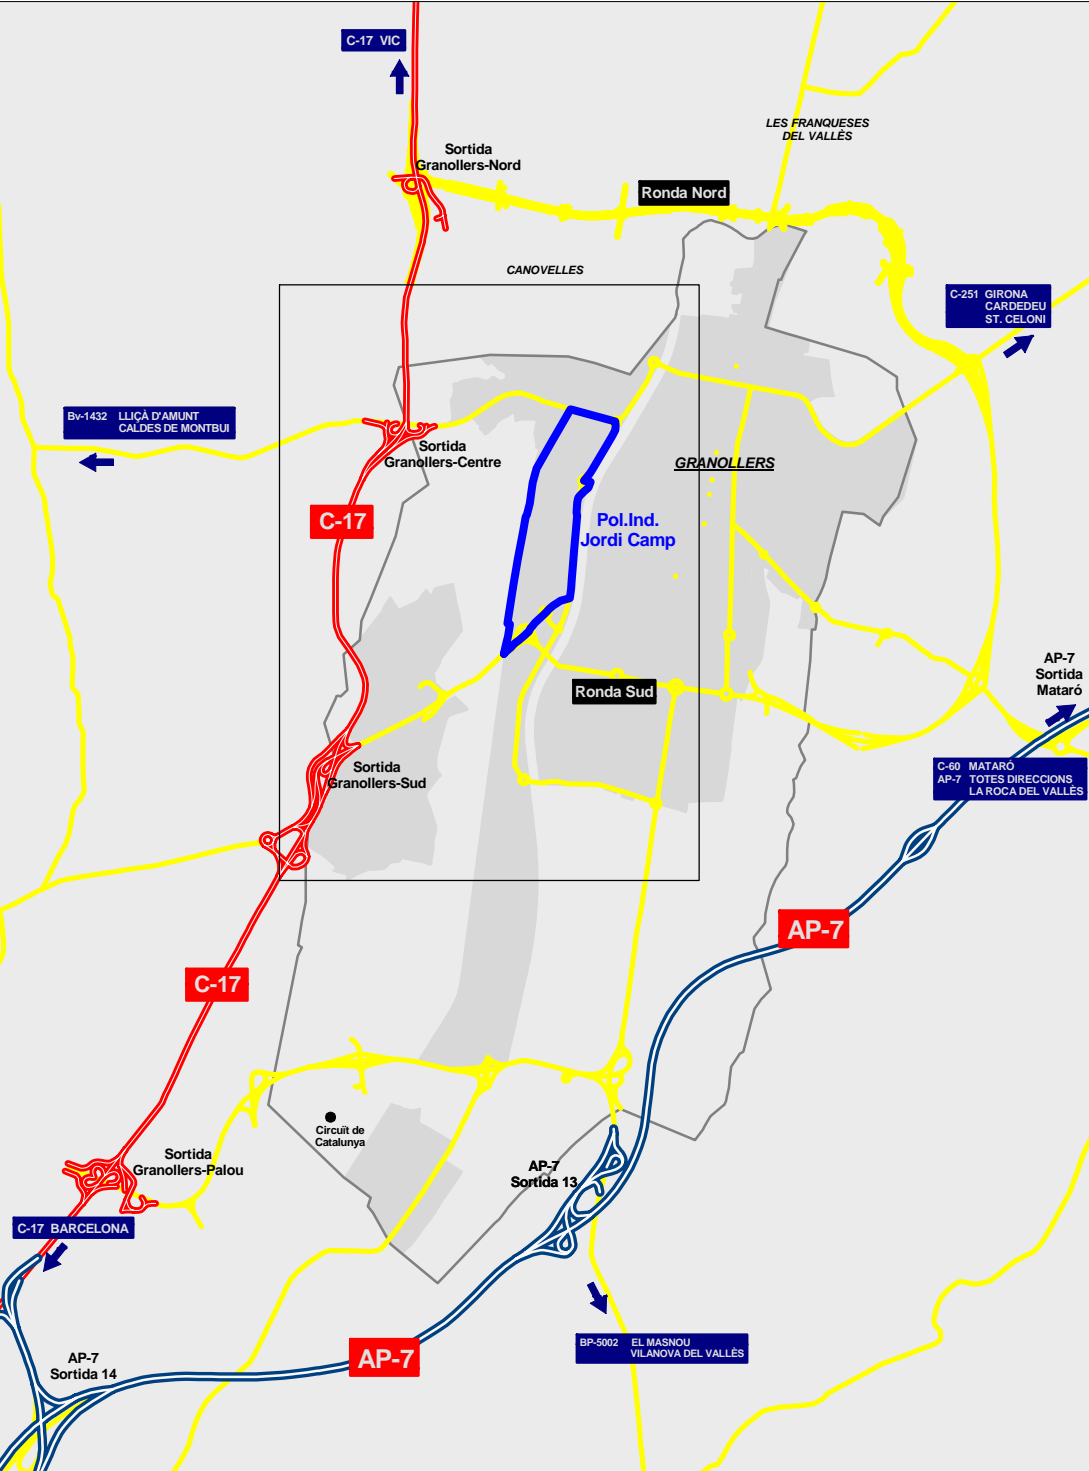 C-17 VIC
LES FRANQUESES
DEL VALLÈS
Sortida
Granollers-Nord
Ronda Nord
CANOVELLES
C-251 GIRONA
CARDEDEU
ST. CELONI
Bv-1432 LLIÇÀ D'AMUNT
CALDES DE MONTBUI
Sortida
Granollers-Centre
GRANOLLERS
C-17
Pol.Ind.
Jordi Camp
AP-7
Sortida
Mataró
Ronda Sud
Sortida
Granollers-Sud
C-60 MATARÓ
AP-7 TOTES DIRECCIONS
LA ROCA DEL VALLÈS
AP-7
C-17
Circuït de
Catalunya
Sortida
Granollers-Palou
AP-7
Sortida 13
C-17 BARCELONA
BP-5002 EL MASNOU
VILANOVA DEL VALLÈS
AP-7
AP-7
Sortida 14